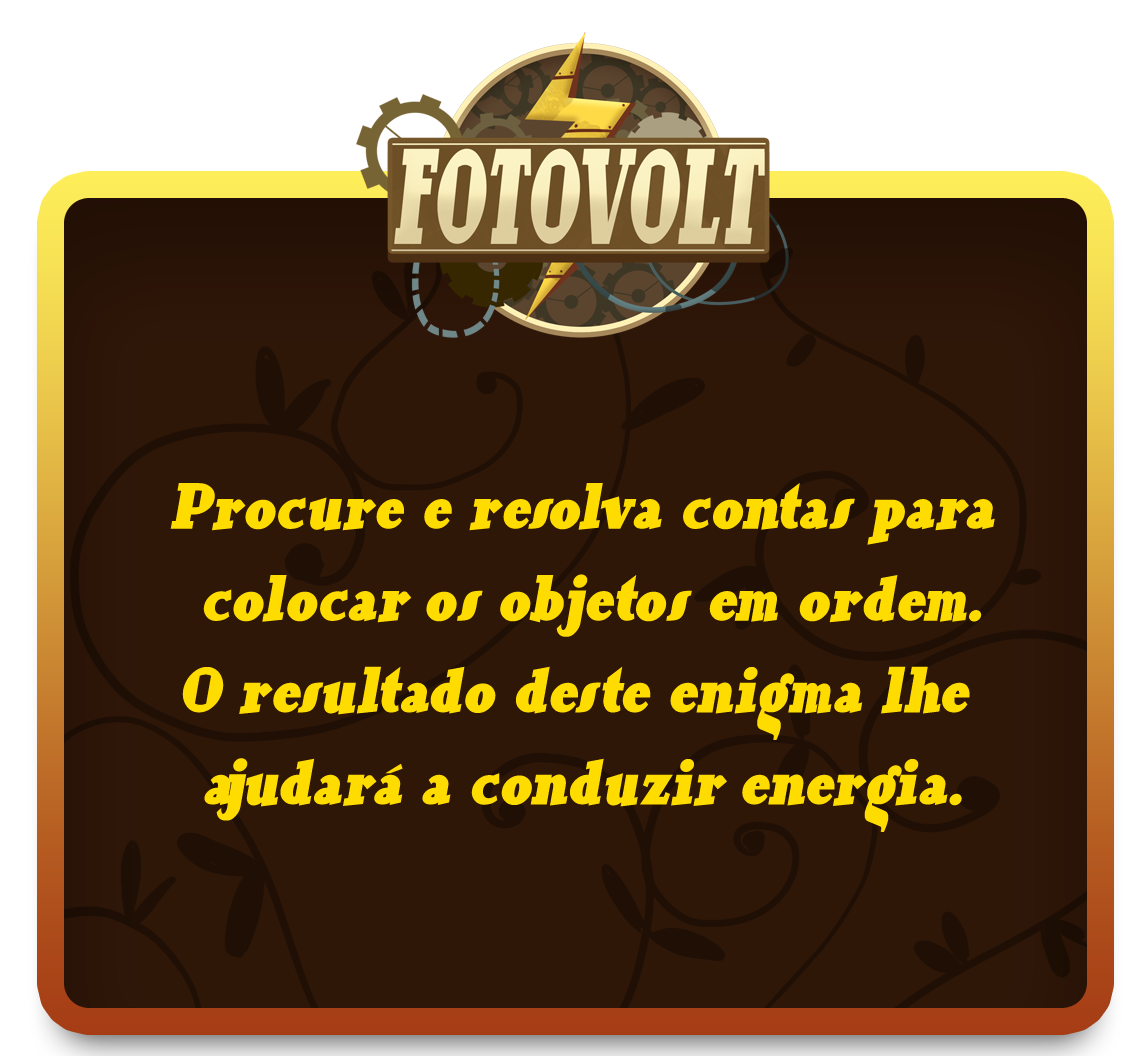 FOTOVOLT
Procure e resolva contas para
colocar os objetos em ordem.
O resultado deste enigma lhe
ajudará a conduzir energia.